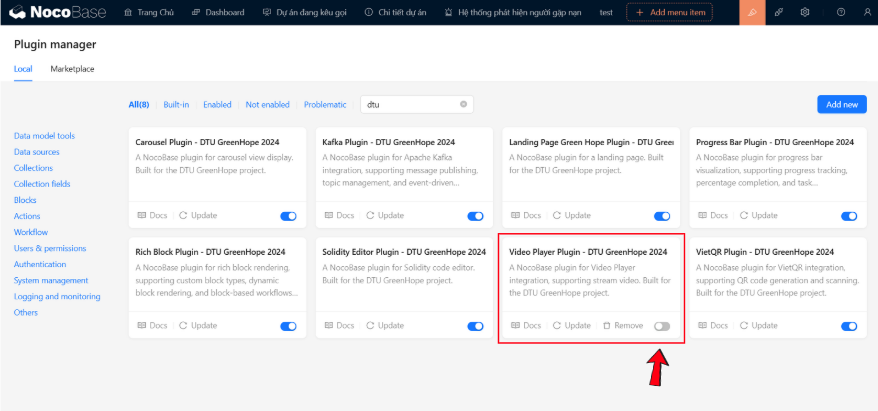 NocoBase Trang Chủ Dashboard Dự án đang kêu gọi Chi tiết dự án Hệ thống phát hiện người gặp nạn test + Add menu item
Plugin manager
Local Marketplace
All(8) Built-in Enabled Not enabled Problematic dtu Add new
Data model tools
Data sources
Collections
Collection fields
Blocks
Actions
Workflow
Users & permissions
Authentication
System management
Logging and monitoring
Others
Carousel Plugin - DTU GreenHope 2024
A NocoBase plugin for carousel view display.
Built for the DTU GreenHope project.
Docs Update
Kafka Plugin - DTU GreenHope 2024
A NocoBase plugin for Apache Kafka
integration, supporting message publishing,
topic management, and event-driven...
Docs Update
Landing Page Green Hope Plugin - DTU Green
A NocoBase plugin for a landing page. Built
for the DTU GreenHope project.
Docs Update
Progress Bar Plugin - DTU GreenHope 2024
A NocoBase plugin for progress bar
visualization, supporting progress tracking,
percentage completion, and task...
Docs Update
Rich Block Plugin - DTU GreenHope 2024
A NocoBase plugin for rich block rendering,
supporting custom block types, dynamic
block rendering, and block-based workflows...
Docs Update
Solidity Editor Plugin - DTU GreenHope 2024
A NocoBase plugin for Solidity code editor.
Built for the DTU GreenHope project.
Docs Update
Video Player Plugin - DTU GreenHope 2024
A NocoBase plugin for Video Player
integration, supporting stream video. Built for
the DTU GreenHope project.
Docs Update Remove
VietQR Plugin - DTU GreenHope 2024
A NocoBase plugin for VietQR integration,
supporting QR code generation and scanning.
Built for the DTU GreenHope project.
Docs Update